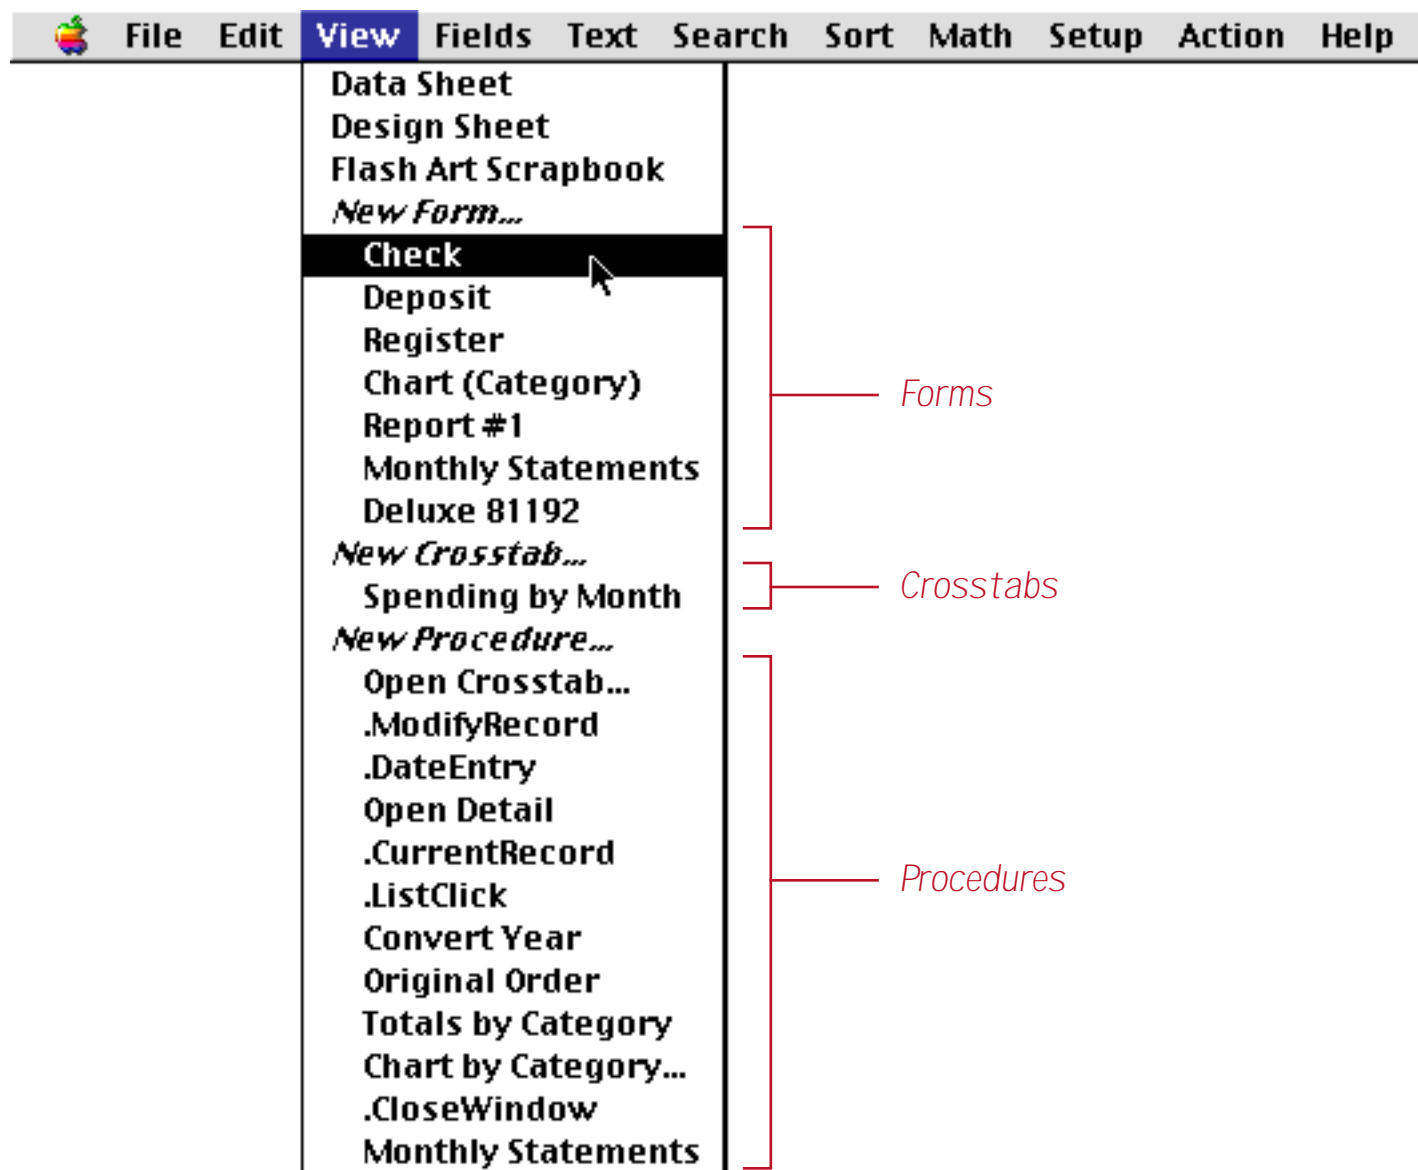 File Edit View Fields Text Search Sort Math Setup Action Help
Data Sheet
Design Sheet
Flash Art Scrapbook
New Form...
Check
Deposit
Register
Chart (Category)
Report #1
Monthly Statements
Deluxe 81192
New Crosstab...
Spending by Month
New Procedure...
Open Crosstab...
.ModifyRecord
.DateEntry
Open Detail
.CurrentRecord
.ListClick
Convert Year
Original Order
Totals by Category
Chart by Category...
.CloseWindow
Monthly Statements
Forms
Crosstabs
Procedures